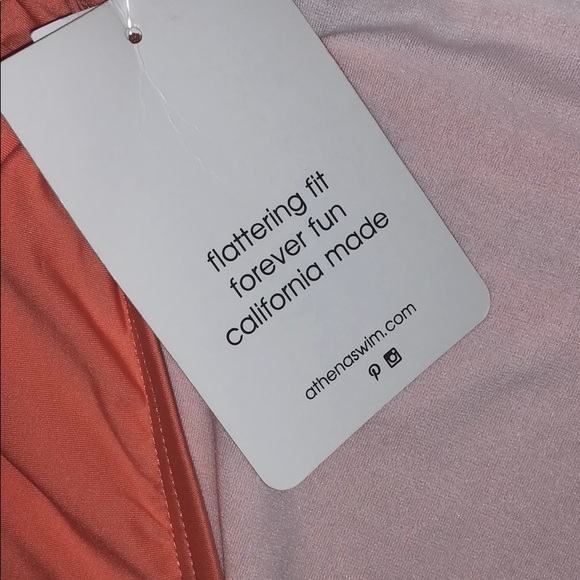 flattering fit
forever fun
california made
athenaswim.com